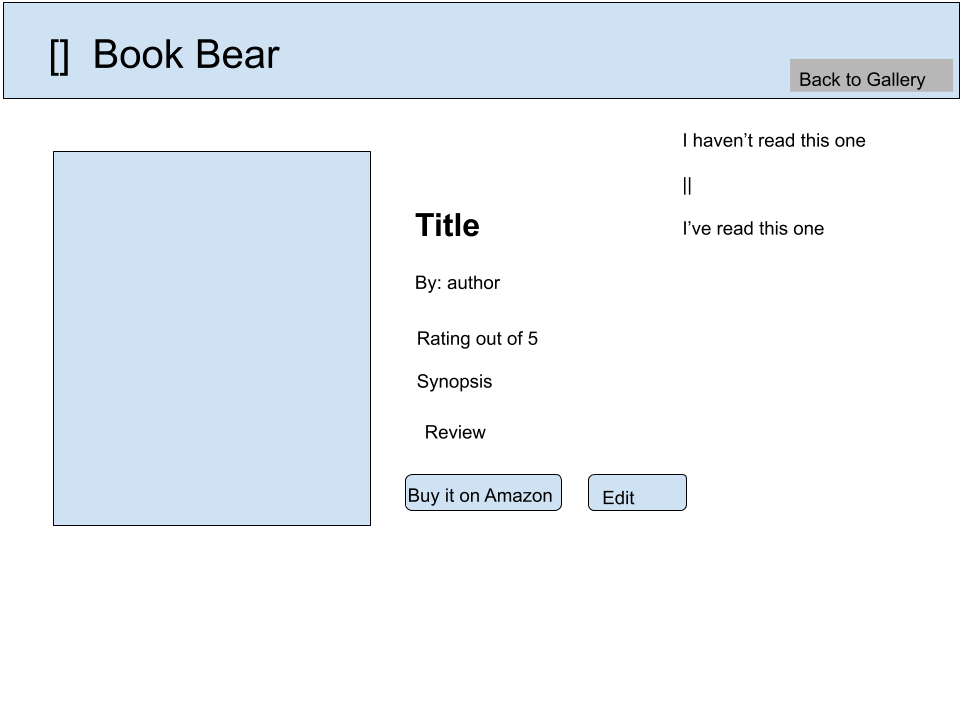 [] Book Bear
Back to Gallery
I haven’t read this one
||
I’ve read this one
Title
By: author
Rating out of 5
Synopsis
Review
Buy it on Amazon
Edit